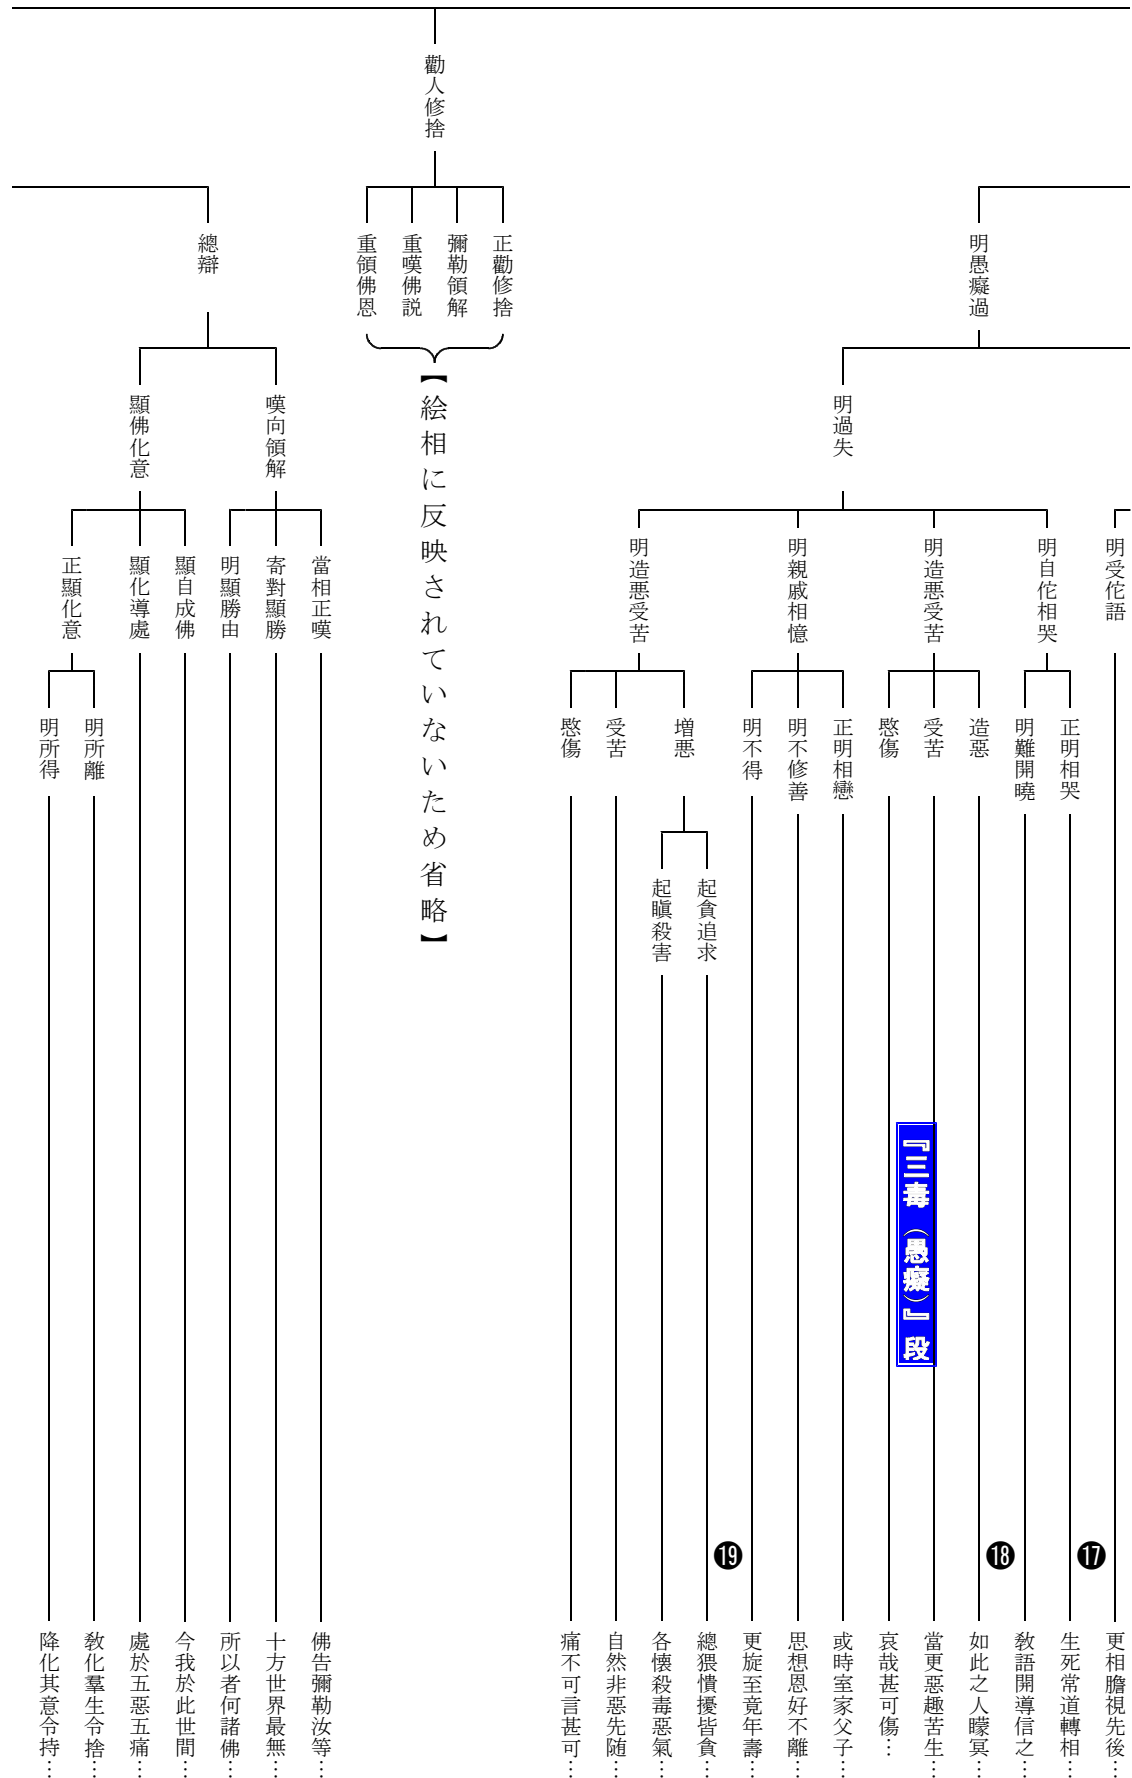 明愚癡過
明過失
明受佗語
更相膽視先後…
⓱
明自佗相哭
正明相哭
生死常道轉相…
明難開曉
敎語開導信之…
⓲
明造悪受苦
造惡
如此之人矇冥…
受苦
當更惡趣苦生…
『三毒（愚癡）』段
愍傷
哀哉甚可傷…
明親戚相憶
正明相戀
或時室家父子…
明不修善
思想恩好不離…
明不得
更旋至竟年壽…
⓳
明造悪受苦
増悪
起貪追求
總猥憒擾皆貪…
起瞋殺害
各懐殺毒惡氣…
受苦
自然非惡先随…
愍傷
痛不可言甚可…
勸人修捨
正勸修捨
彌勒領解
重嘆佛説
重領佛恩
【絵相に反映されていないため省略】
總辯
嘆向領解
當相正嘆
佛告彌勒汝等…
寄對顯勝
十方世界最無…
明顯勝由
所以者何諸佛…
顯佛化意
顯自成佛
今我於此世間…
顯化導處
處於五惡五痛…
正顯化意
明所離
敎化羣生令捨…
明所得
降化其意令持…